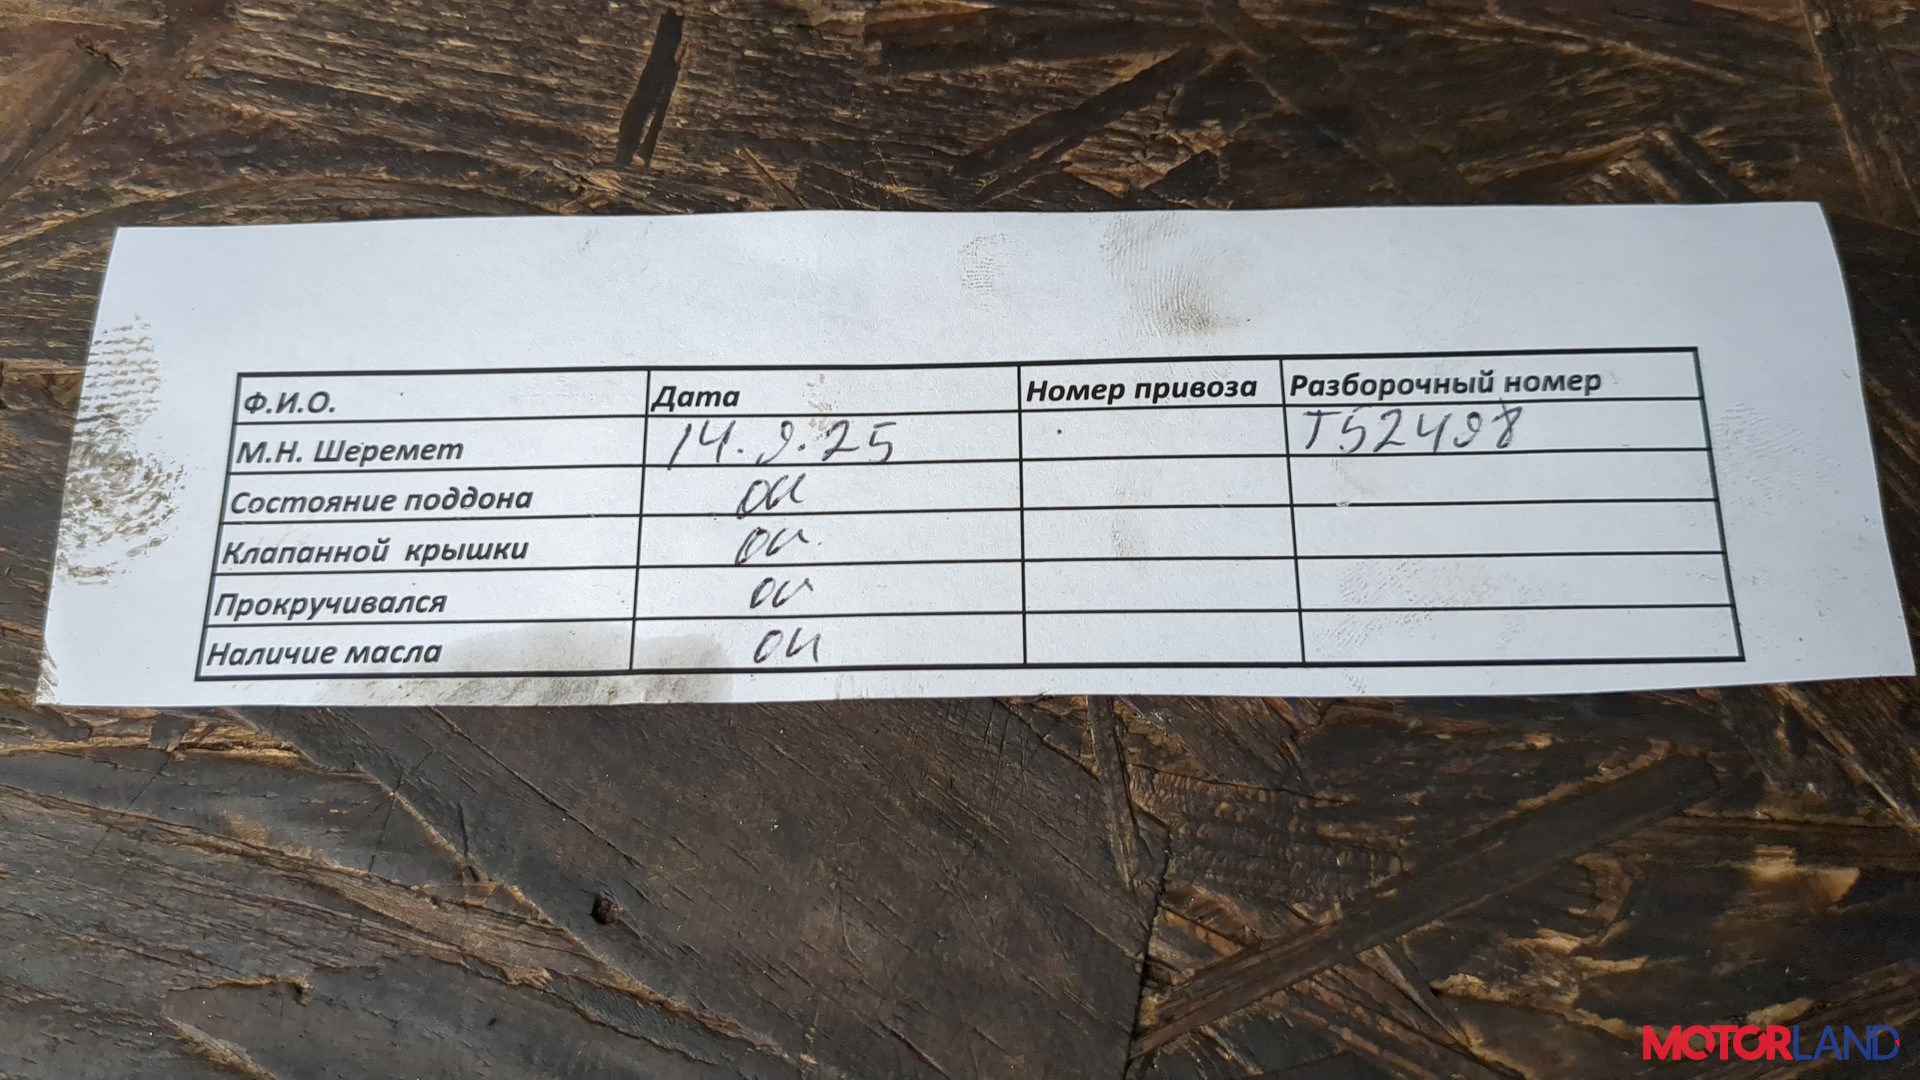 Ф.И.О. Дата Номер привоза Разборочный номер
М.Н. Шеремет 14.9.25 T52498
Состояние поддона ок
Клапанной крышки ок
Прокручивался ок
Наличие масла ок
MOTORLAND